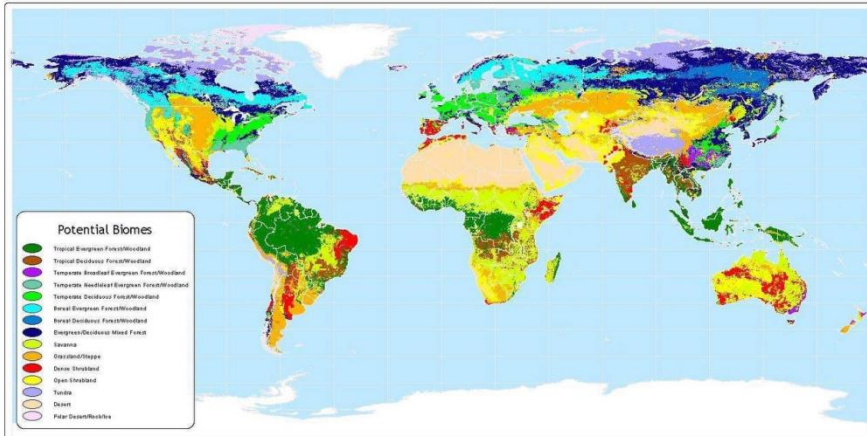 Potential Biomes
Tropical Evergreen Forest/Woodland
Tropical Deciduous Forest/Woodland
Temperate Broadleaf Evergreen Forest/Woodland
Temperate Needleleaf Evergreen Forest/Woodland
Temperate Deciduous Forest/Woodland
Boreal Evergreen Forest/Woodland
Boreal Deciduous Forest/Woodland
Evergreen/Deciduous Mixed Forest
Savanna
Grassland/Steppe
Dense Shrubland
Open Shrubland
Tundra
Desert
Polar Desert/Rock/Ice